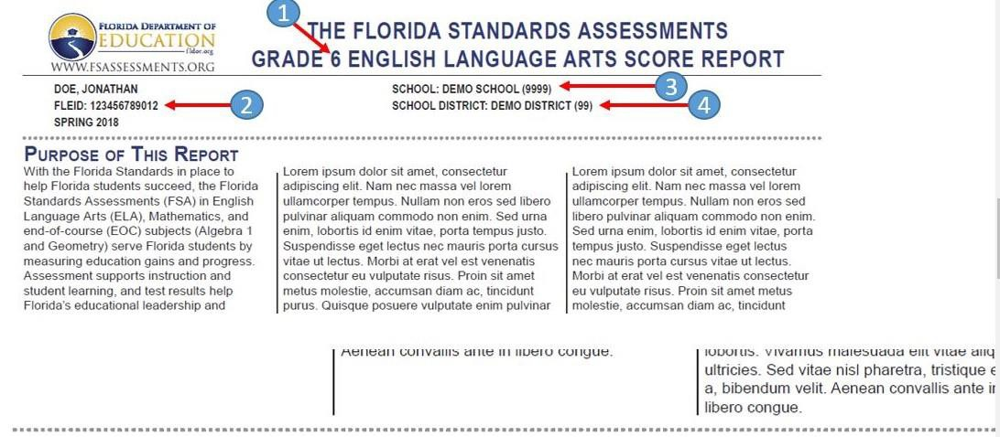 1
FLORIDA DEPARTMENT OF
EDUCATION
fldoe.org
WWW.FSASSESSMENTS.ORG
THE FLORIDA STANDARDS ASSESSMENTS
GRADE 6 ENGLISH LANGUAGE ARTS SCORE REPORT
DOE, JONATHAN
FLEID: 123456789012
2
SPRING 2018
SCHOOL: DEMO SCHOOL (9999)
3
SCHOOL DISTRICT: DEMO DISTRICT (99)
4
PURPOSE OF THIS REPORT
With the Florida Standards in place to
help Florida students succeed, the Florida
Standards Assessments (FSA) in English
Language Arts (ELA), Mathematics, and
end-of-course (EOC) subjects (Algebra 1
and Geometry) serve Florida students by
measuring education gains and progress.
Assessment supports instruction and
student learning, and test results help
Florida's educational leadership and
Lorem ipsum dolor sit amet, consectetur
adipiscing elit. Nam nec massa vel lorem
ullamcorper tempus. Nullam non eros sed libero
pulvinar aliquam commodo non enim. Sed urna
enim, lobortis id enim vitae, porta tempus justo.
Suspendisse eget lectus nec mauris porta cursus
vitae ut lectus. Morbi at erat vel est venenatis
consectetur eu vulputate risus. Proin sit amet
metus molestie, accumsan diam ac, tincidunt
purus. Quisque posuere vulputate enim pulvinar
Lorem ipsum dolor sit amet, consectetur
adipiscing elit. Nam nec massa vel lorem
ullamcorper tempus. Nullam non eros sed
libero pulvinar aliquam commodo non enim.
Sed urna enim, lobortis id enim vitae, porta
tempus justo. Suspendisse eget lectus
nec mauris porta cursus vitae ut lectus.
Morbi at erat vel est venenatis consectetur
eu vulputate risus. Proin sit amet metus
molestie, accumsan diam ac, tincidunt
Aenean convallis ante in libero congue.
lobortis. Vivamus malesuada elit vitae aliq
ultricies. Sed vitae nisl pharetra, tristique e
a, bibendum velit. Aenean convallis ante in
libero congue.